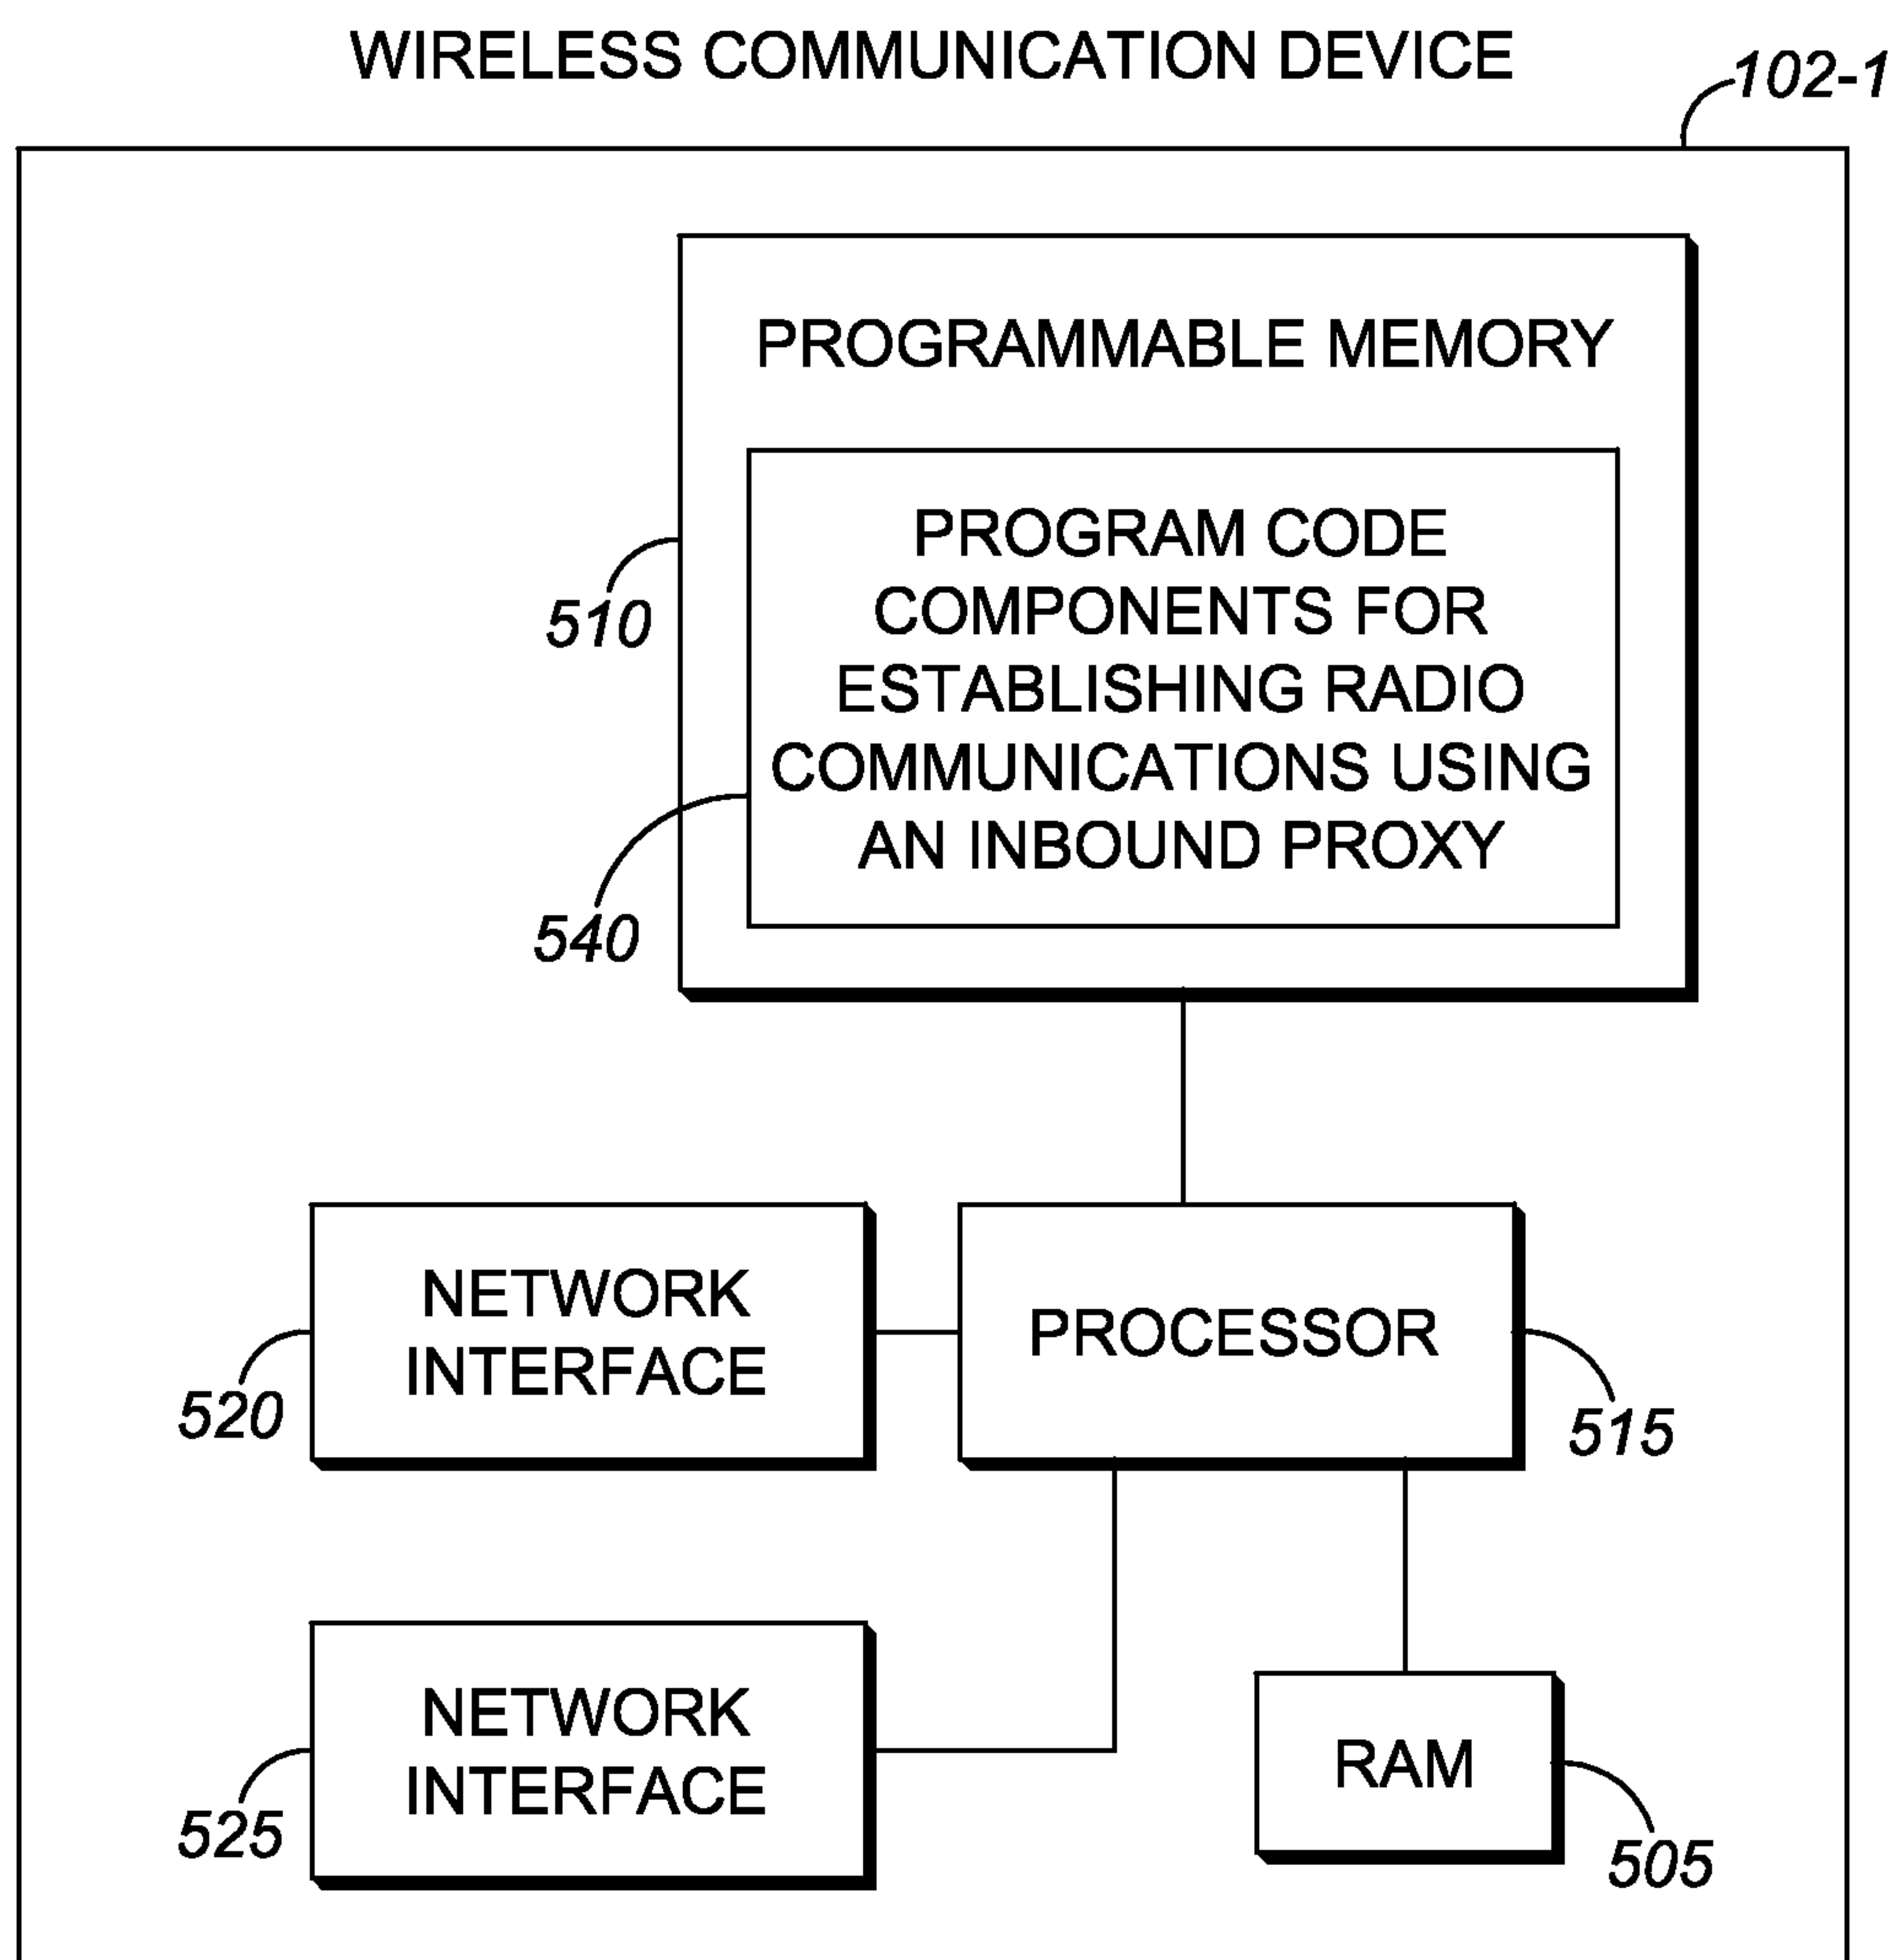 WIRELESS COMMUNICATION DEVICE
102-1
PROGRAMMABLE MEMORY
PROGRAM CODE
COMPONENTS FOR
ESTABLISHING RADIO
COMMUNICATIONS USING
AN INBOUND PROXY
510
540
NETWORK
INTERFACE
520
PROCESSOR
515
NETWORK
INTERFACE
525
RAM
505